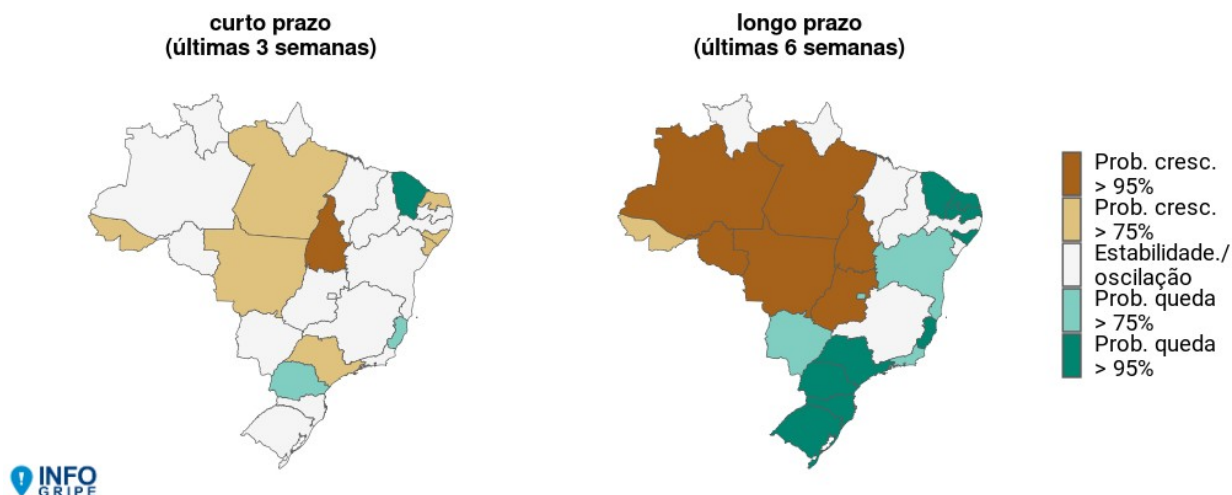 curto prazo
(últimas 3 semanas)
longo prazo
(últimas 6 semanas)
Prob. cresc.
> 95%
Prob. cresc.
> 75%
Estabilidade./
oscilação
Prob. queda
> 75%
Prob. queda
> 95%
INFO
GRIPE